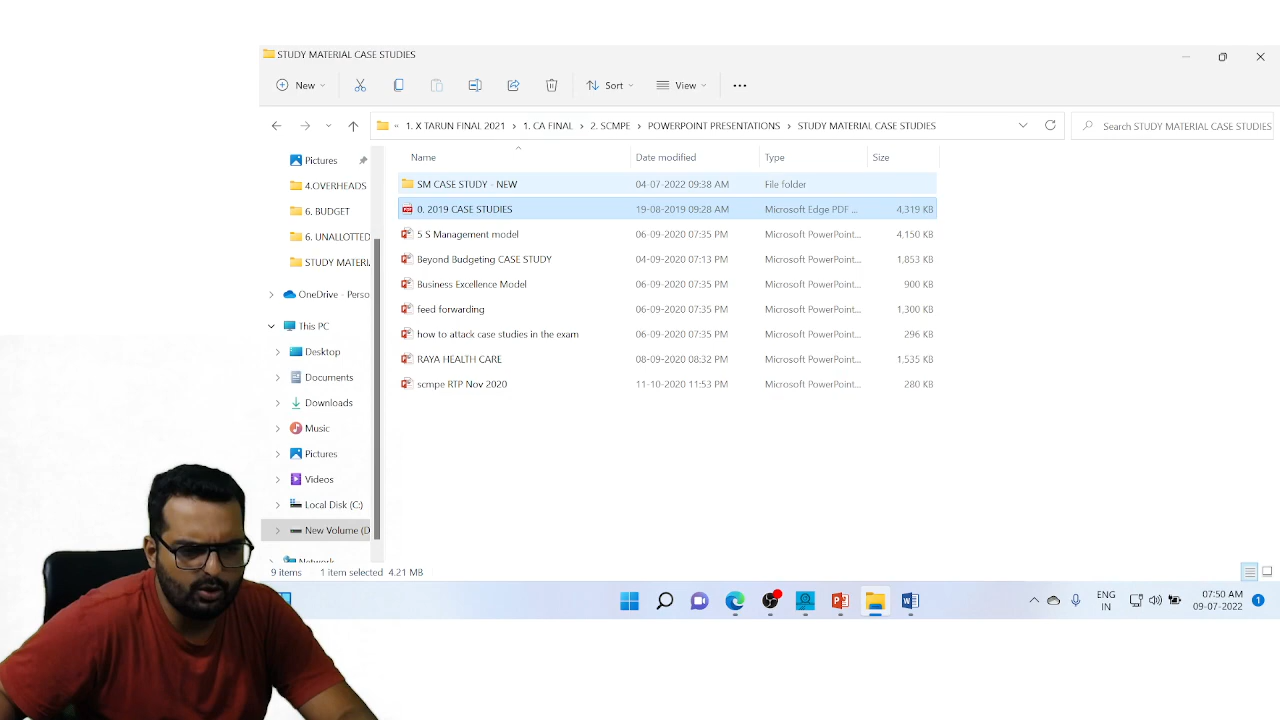 STUDY MATERIAL CASE STUDIES
New
Sort
View
« 1. X TARUN FINAL 2021 › 1. CA FINAL › 2. SCMPE › POWERPOINT PRESENTATIONS › STUDY MATERIAL CASE STUDIES
Search STUDY MATERIAL CASE STUDIES
Pictures
4.OVERHEADS
6. BUDGET
6. UNALLOTTED
STUDY MATERI
OneDrive - Perso
This PC
Desktop
Documents
Downloads
Music
Pictures
Videos
Local Disk (C:)
New Volume (D
Network
Name Date modified Type Size
SM CASE STUDY - NEW 04-07-2022 09:38 AM File folder
0. 2019 CASE STUDIES 19-08-2019 09:28 AM Microsoft Edge PDF ... 4,319 KB
5 S Management model 06-09-2020 07:35 PM Microsoft PowerPoint... 4,150 KB
Beyond Budgeting CASE STUDY 04-09-2020 07:13 PM Microsoft PowerPoint... 1,853 KB
Business Excellence Model 06-09-2020 07:35 PM Microsoft PowerPoint... 900 KB
feed forwarding 06-09-2020 07:35 PM Microsoft PowerPoint... 1,300 KB
how to attack case studies in the exam 06-09-2020 07:35 PM Microsoft PowerPoint... 296 KB
RAYA HEALTH CARE 08-09-2020 08:32 PM Microsoft PowerPoint... 1,535 KB
scmpe RTP Nov 2020 11-10-2020 11:53 PM Microsoft PowerPoint... 280 KB
9 items 1 item selected 4.21 MB
ENG
IN
07:50 AM
09-07-2022
1